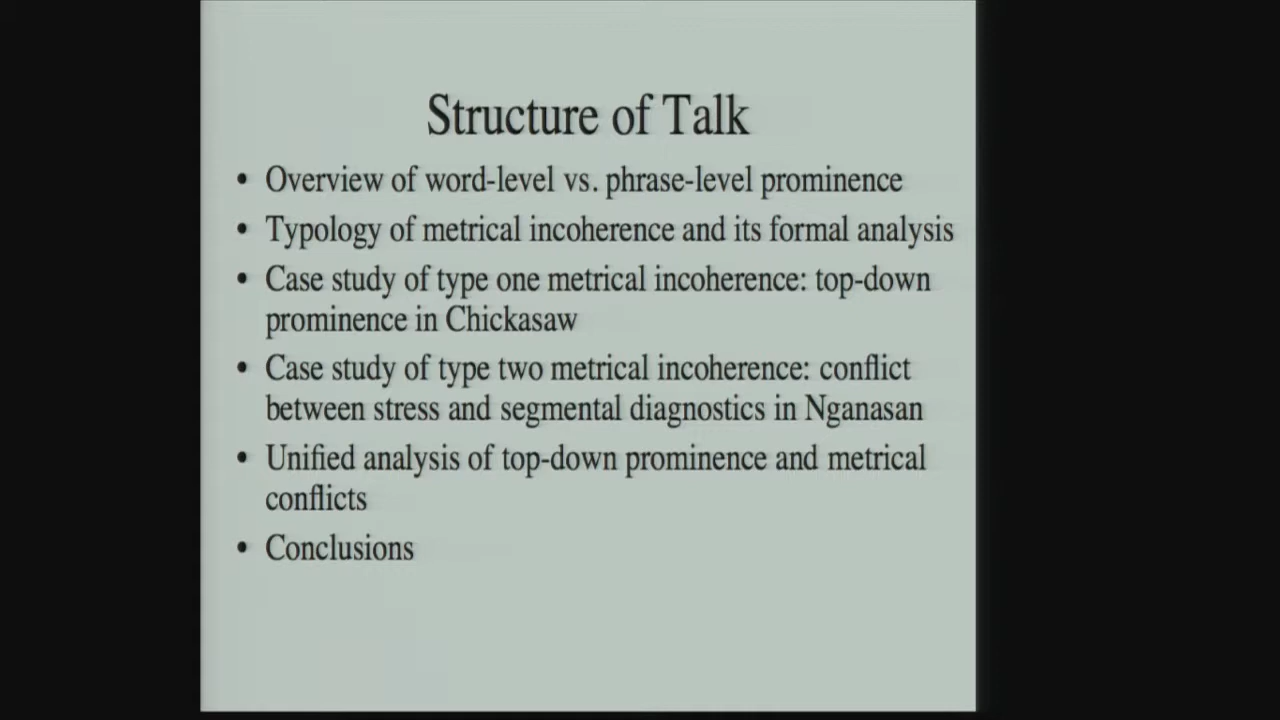 Structure of Talk
• Overview of word-level vs. phrase-level prominence
• Typology of metrical incoherence and its formal analysis
• Case study of type one metrical incoherence: top-down
prominence in Chickasaw
• Case study of type two metrical incoherence: conflict
between stress and segmental diagnostics in Nganasan
• Unified analysis of top-down prominence and metrical
conflicts
• Conclusions